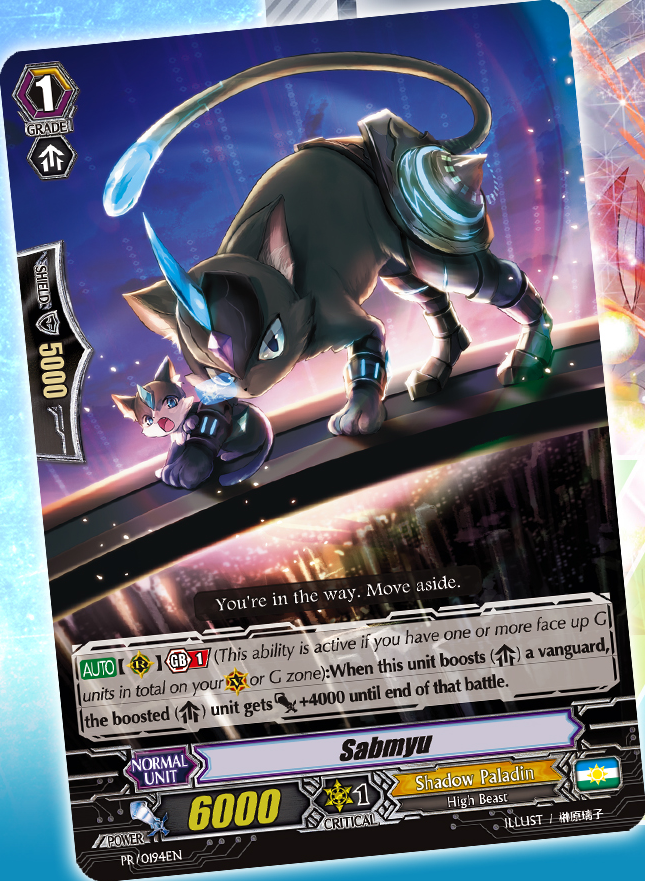 1
GRADE
SHIELD
5000
You're in the way. Move aside.
AUTO【 R 】 GB 1 (This ability is active if you have one or more face up G
units in total on your V or G zone):When this unit boosts ( ) a vanguard,
the boosted ( ) unit gets +4000 until end of that battle.
Sabmyu
NORMAL
UNIT
Shadow Paladin
High Beast
POWER
6000
1
CRITICAL
ILLUST / 榊原瑞子
PR/0194EN